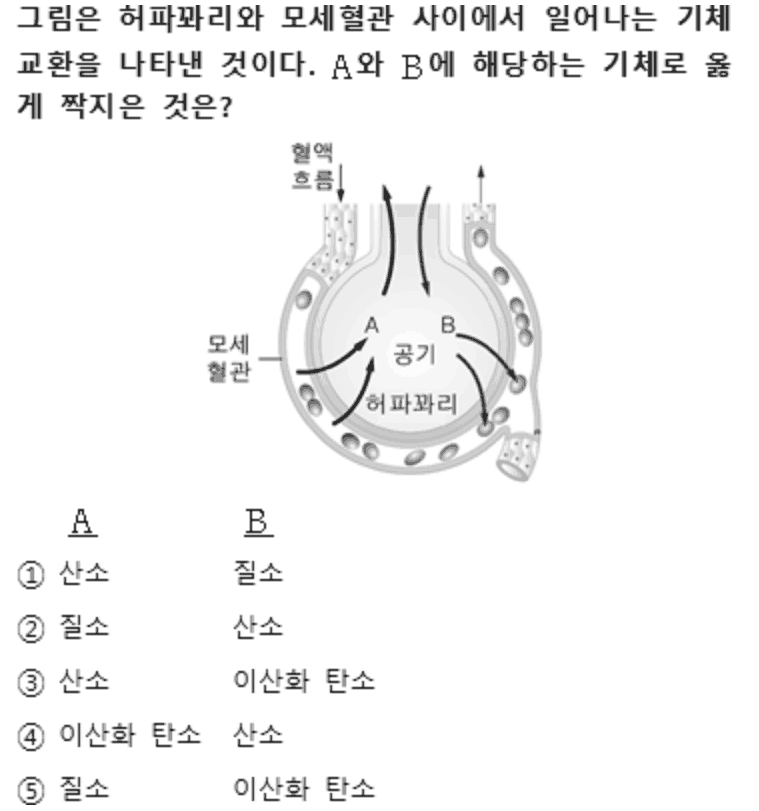 그림은 허파꽈리와 모세혈관 사이에서 일어나는 기체
교환을 나타낸 것이다. A와 B에 해당하는 기체로 옳
게 짝지은 것은?
혈액
흐름
A
B
공기
모세
혈관
허파꽈리
A B
① 산소 질소
② 질소 산소
③ 산소 이산화 탄소
④ 이산화 탄소 산소
⑤ 질소 이산화 탄소